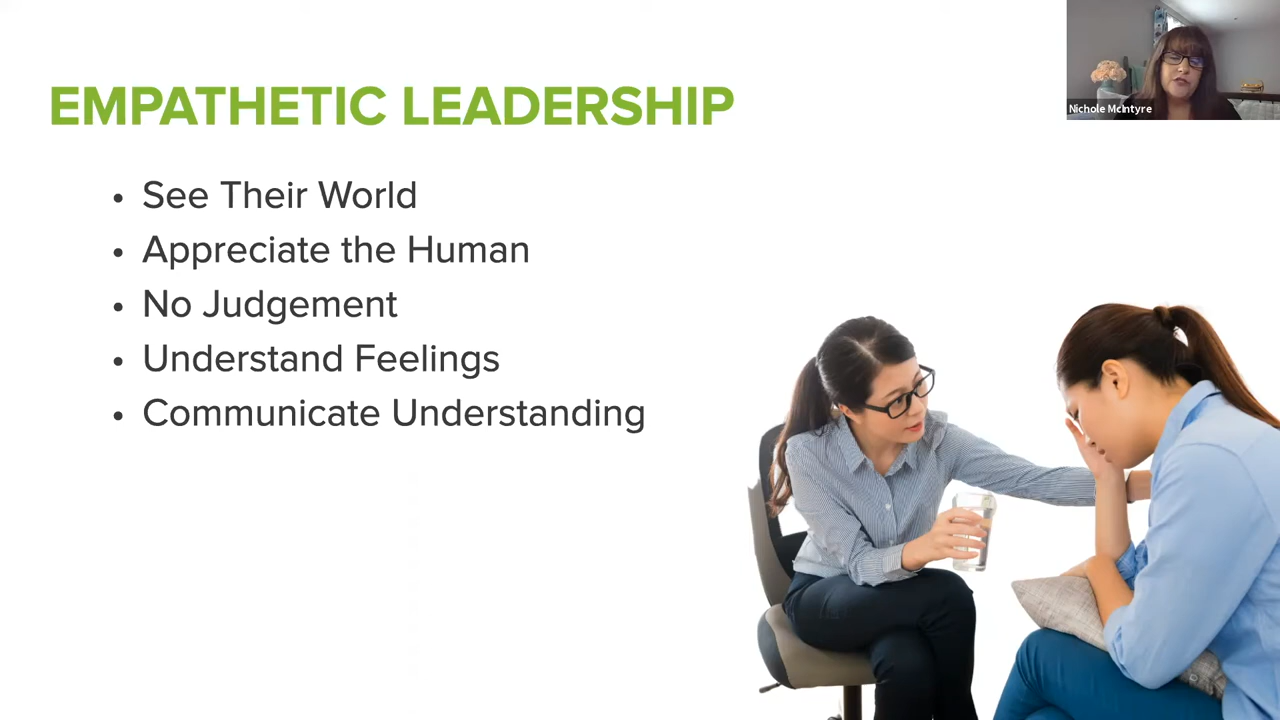 EMPATHETIC LEADERSHIP
Nichole McIntyre
• See Their World
• Appreciate the Human
• No Judgement
• Understand Feelings
• Communicate Understanding